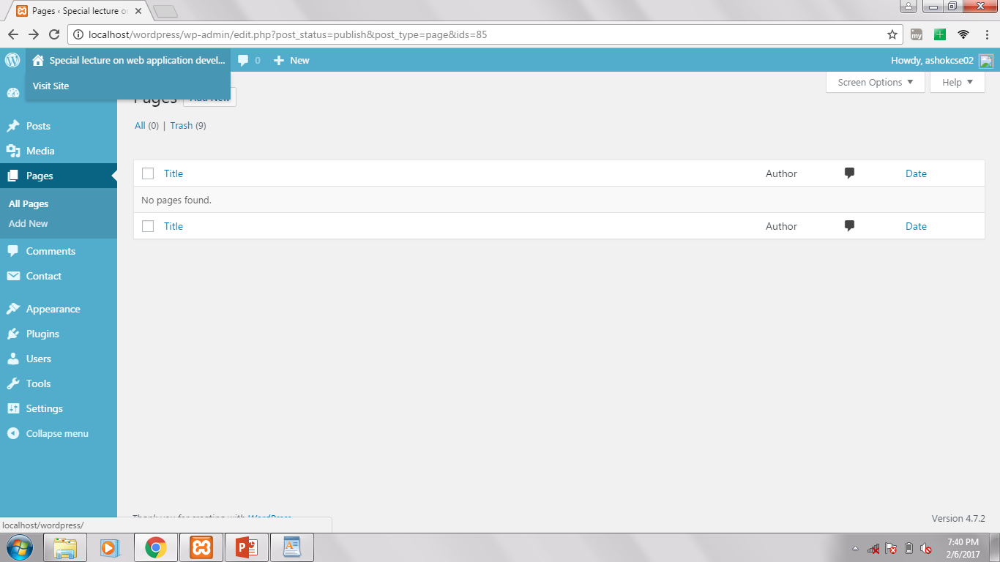 Pages ‹ Special lecture o
localhost/wordpress/wp-admin/edit.php?post_status=publish&post_type=page&ids=85
my
Special lecture on web application devel... 0 New Howdy, ashokcse02
Visit Site
Pages Add New Screen Options Help
All (0) | Trash (9)
Posts
Media
Pages
All Pages
Add New
Comments
Contact
Appearance
Plugins
Users
Tools
Settings
Collapse menu
Title Author Date
No pages found.
Title Author Date
Thank you for creating with WordPress
Version 4.7.2
localhost/wordpress/
7:40 PM
2/6/2017